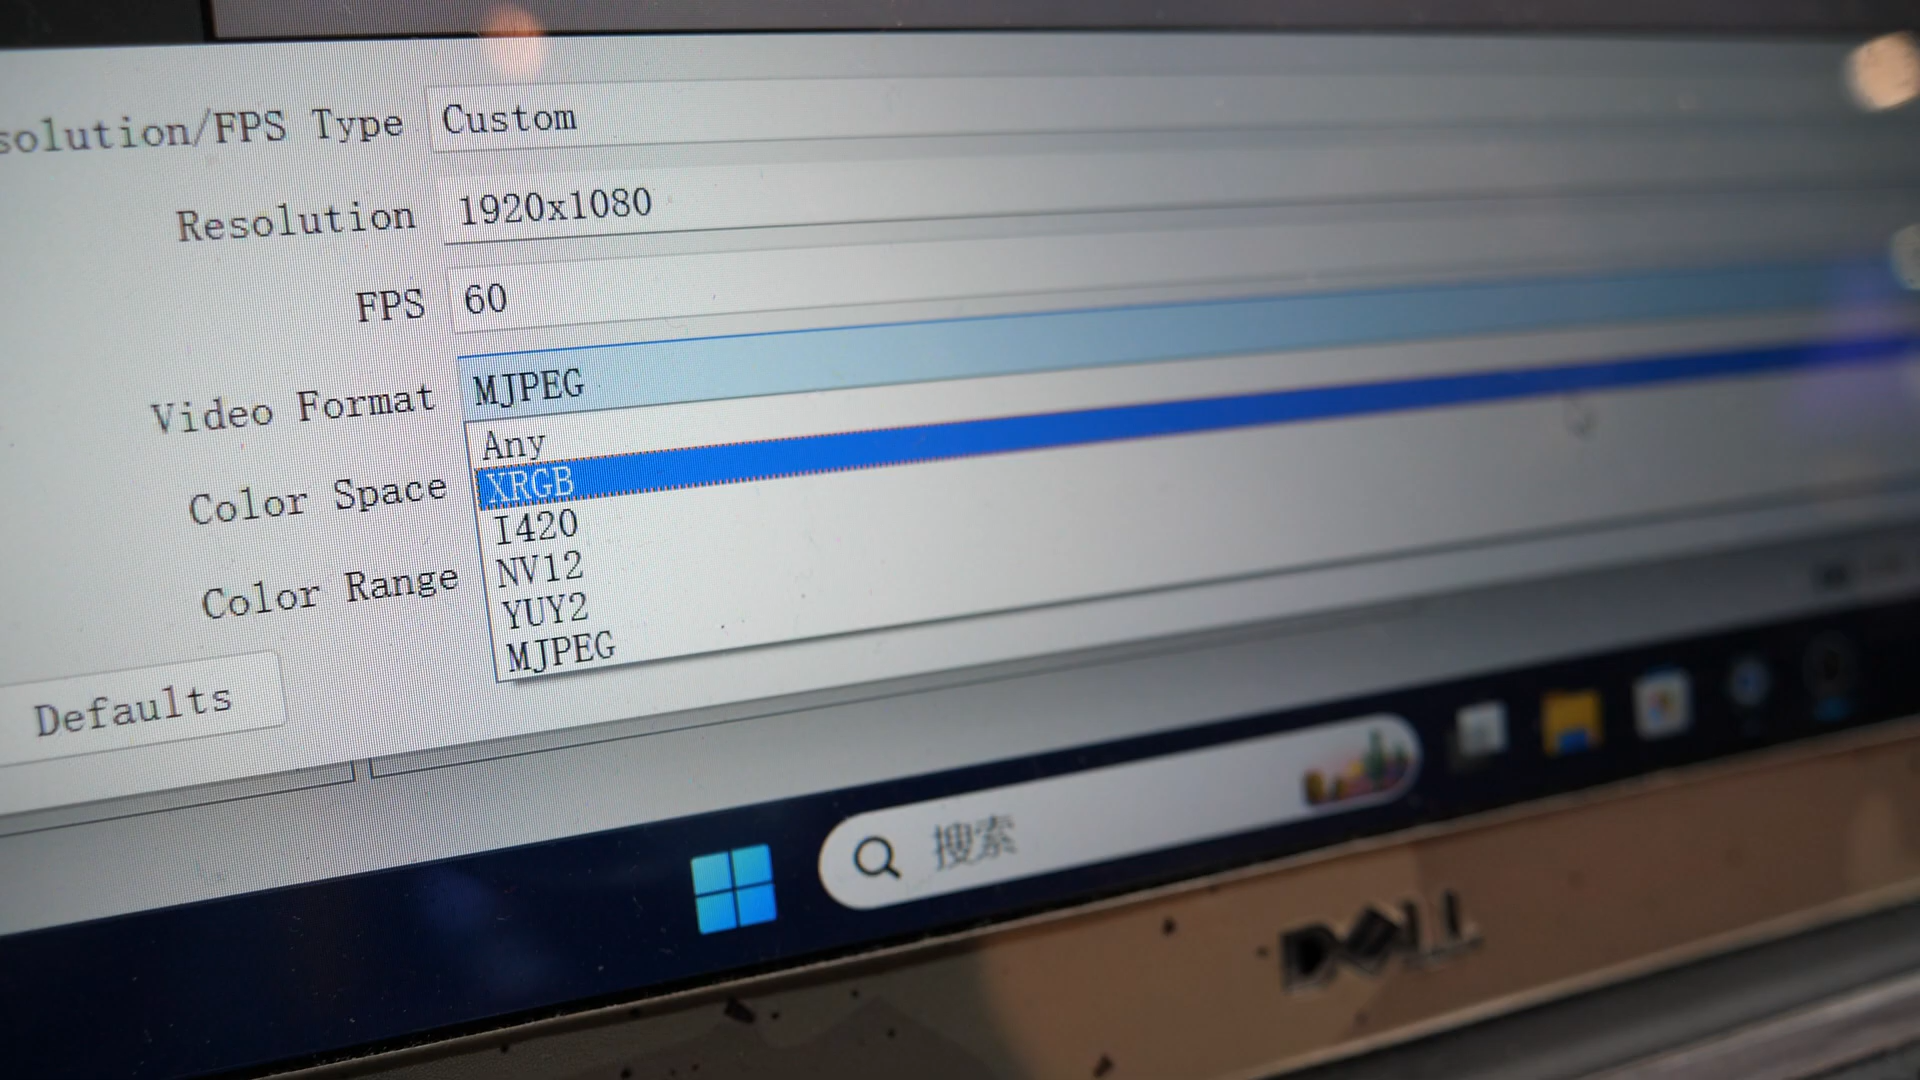 solution/FPS Type Custom
Resolution 1920x1080
FPS 60
Video Format MJPEG
Any
XRGB
Color Space
I420
NV12
Color Range
YUY2
MJPEG
Defaults
搜索
DELL